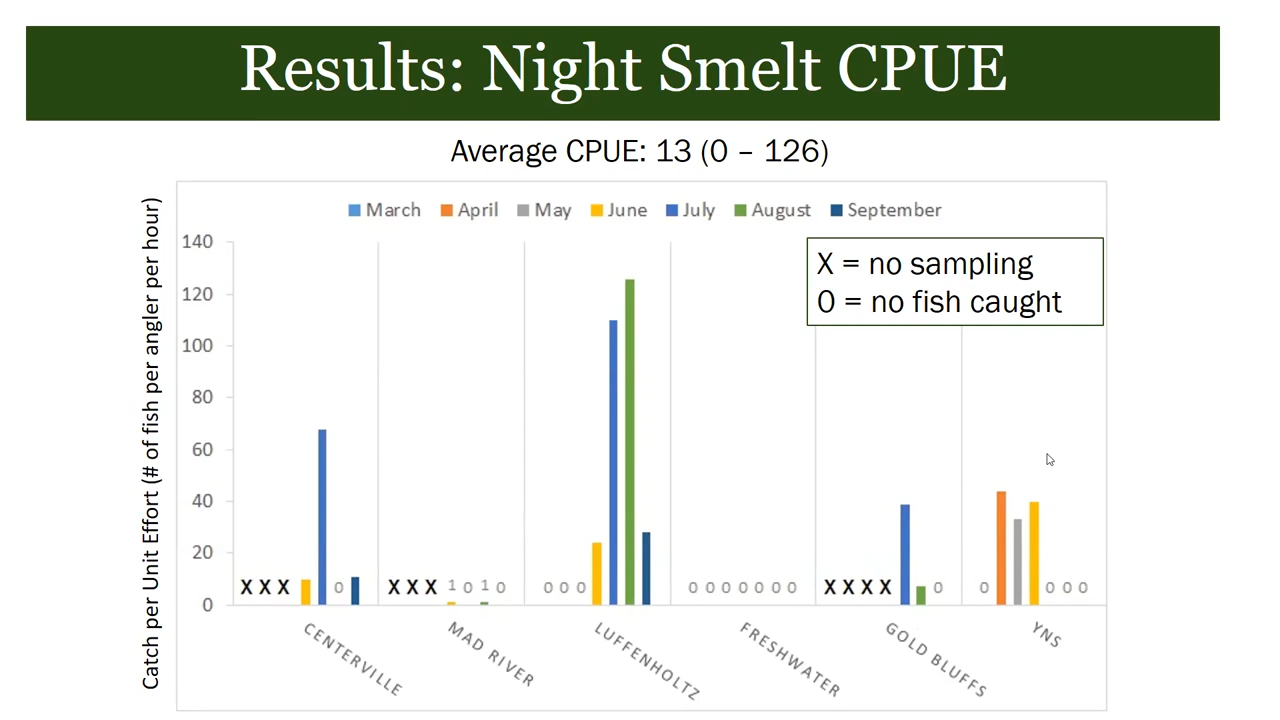 Results: Night Smelt CPUE
Average CPUE: 13 (0 – 126)
Catch per Unit Effort (# of fish per angler per hour)
March April May June July August September
X = no sampling
0 = no fish caught
140
120
100
80
60
40
20
0
X X X 0
X X X 1 0 1 0
0 0 0
0 0 0 0 0 0 0
X X X X 0
0 0 0 0
CENTERVILLE
MAD RIVER
LUFFENHOLTZ
FRESHWATER
GOLD BLUFFS
YNS